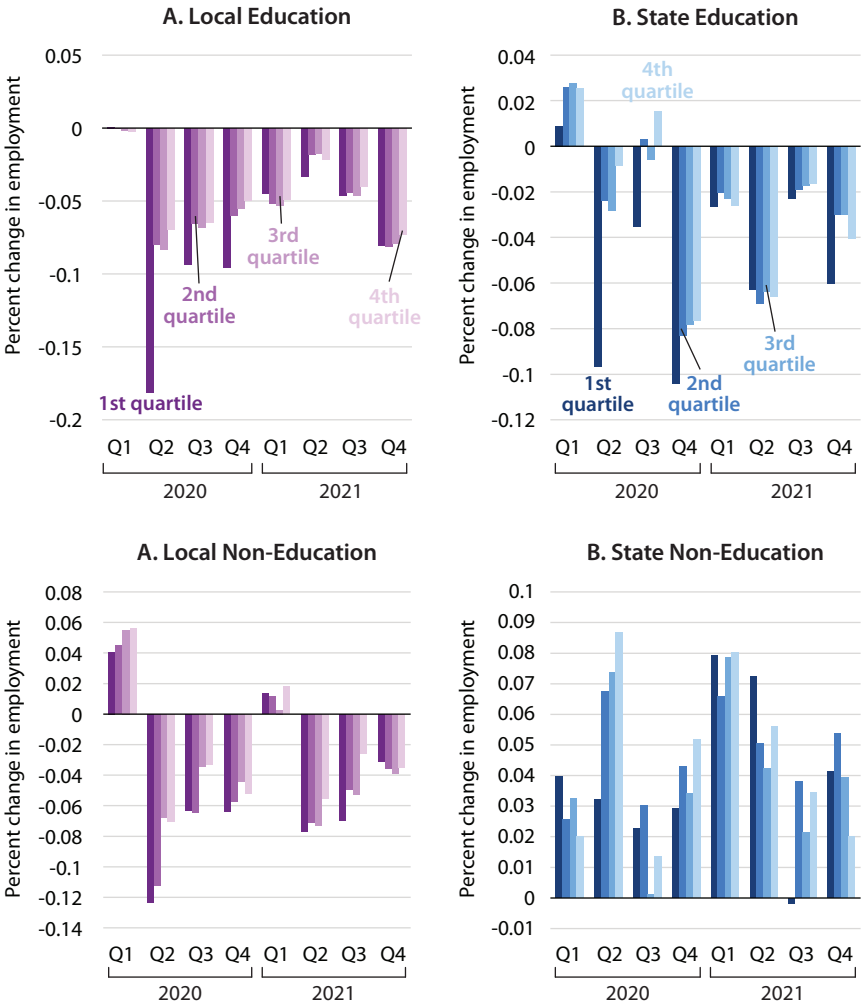 A. Local Education
Percent change in employment
0.05
0
-0.05
-0.1
-0.15
-0.2
2nd
quartile
3rd
quartile
4th
quartile
1st quartile
Q1 Q2 Q3 Q4 Q1 Q2 Q3 Q4
2020 2021
B. State Education
Percent change in employment
0.04
0.02
0
-0.02
-0.04
-0.06
-0.08
-0.1
-0.12
4th
quartile
3rd
quartile
1st
quartile
2nd
quartile
Q1 Q2 Q3 Q4 Q1 Q2 Q3 Q4
2020 2021
A. Local Non-Education
Percent change in employment
0.08
0.06
0.04
0.02
0
-0.02
-0.04
-0.06
-0.08
-0.1
-0.12
-0.14
Q1 Q2 Q3 Q4 Q1 Q2 Q3 Q4
2020 2021
B. State Non-Education
Percent change in employment
0.1
0.09
0.08
0.07
0.06
0.05
0.04
0.03
0.02
0.01
0
-0.01
Q1 Q2 Q3 Q4 Q1 Q2 Q3 Q4
2020 2021